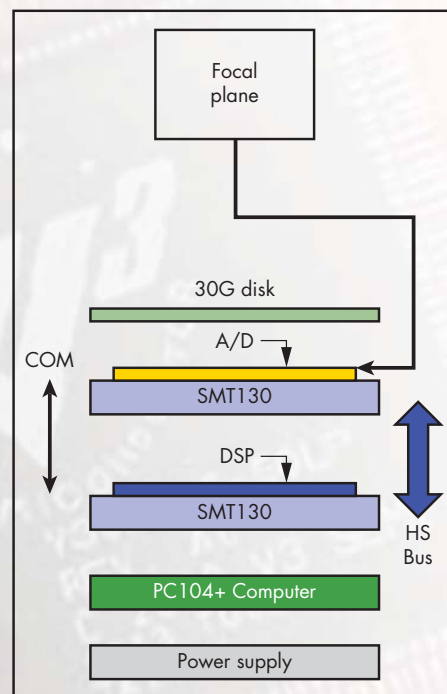 Focal
plane
30G disk
A/D
COM
SMT130
DSP
SMT130
HS
Bus
PC104+ Computer
Power supply